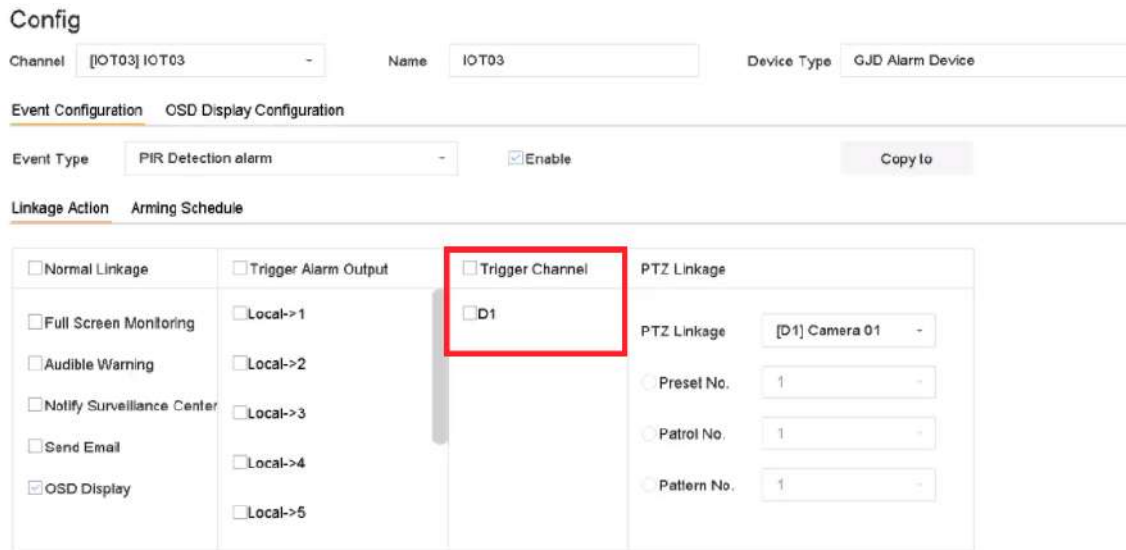 Config
Channel [IOT03] IOT03 Name IOT03 Device Type GJD Alarm Device
Event Configuration OSD Display Configuration
Event Type PIR Detection alarm Enable Copy to
Linkage Action Arming Schedule
Normal Linkage Trigger Alarm Output Trigger Channel PTZ Linkage
Full Screen Monitoring Local->1 D1 PTZ Linkage [D1] Camera 01
Audible Warning Local->2 Preset No. 1
Notify Surveillance Center Local->3 Patrol No. 1
Send Email Local->4 Pattern No. 1
OSD Display Local->5